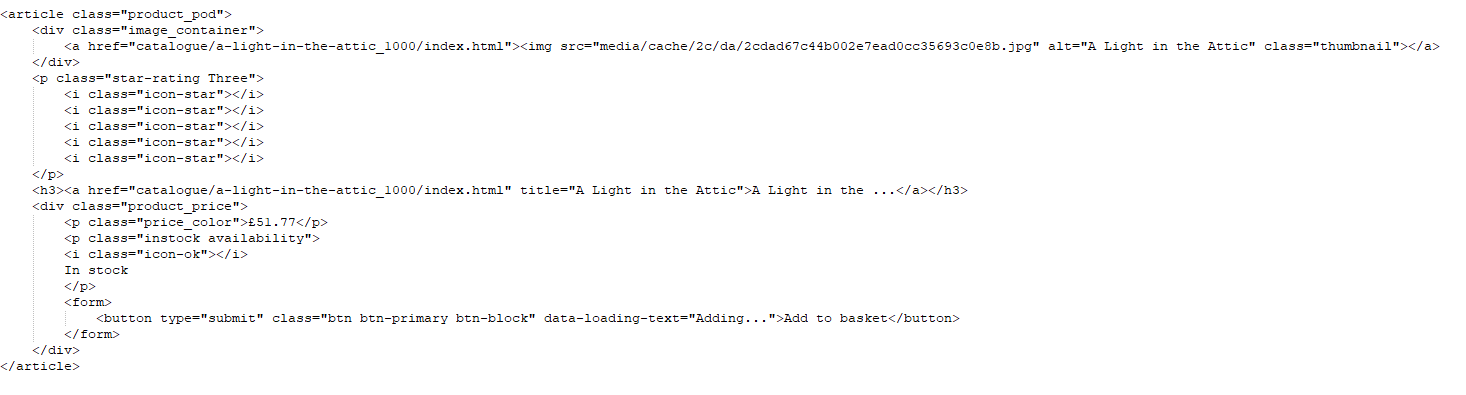 <article class="product_pod">
    <div class="image_container">
        <a href="catalogue/a-light-in-the-attic_1000/index.html"><img src="media/cache/2c/da/2cdad67c44b002e7ead0cc35693c0e8b.jpg" alt="A Light in the Attic" class="thumbnail"></a>
    </div>
    <p class="star-rating Three">
        <i class="icon-star"></i>
        <i class="icon-star"></i>
        <i class="icon-star"></i>
        <i class="icon-star"></i>
        <i class="icon-star"></i>
    </p>
    <h3><a href="catalogue/a-light-in-the-attic_1000/index.html" title="A Light in the Attic">A Light in the ...</a></h3>
    <div class="product_price">
        <p class="price_color">£51.77</p>
        <p class="instock availability">
        <i class="icon-ok"></i>
        In stock
        </p>
        <form>
            <button type="submit" class="btn btn-primary btn-block" data-loading-text="Adding...">Add to basket</button>
        </form>
    </div>
</article>